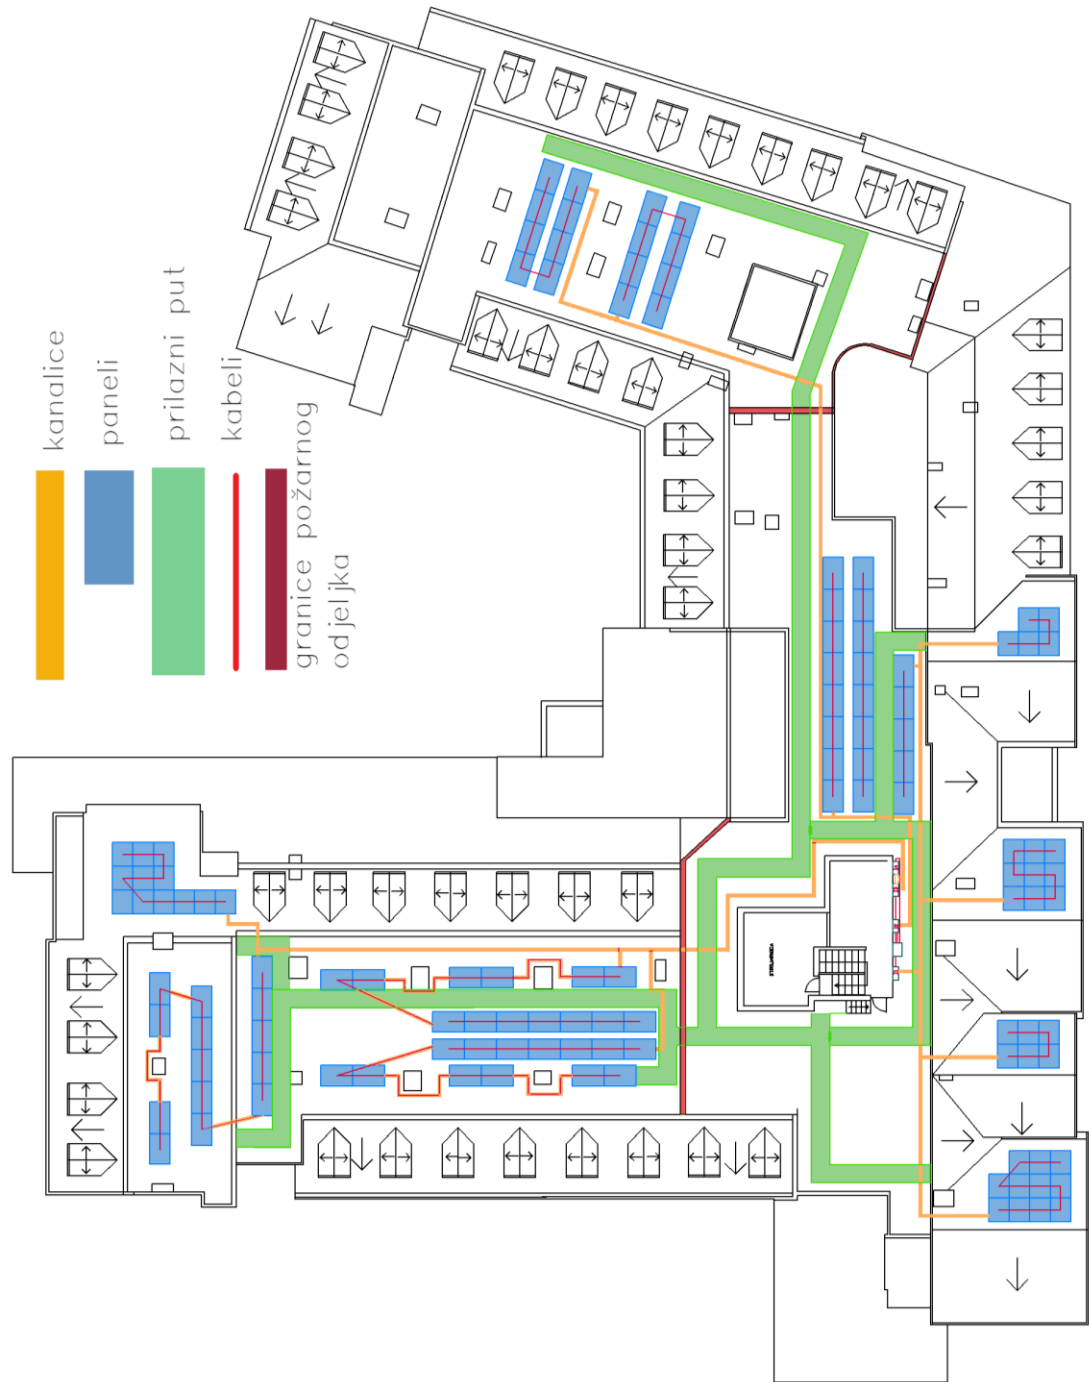 kanalice
paneli
prilazni put
kabeli
granice požarnog
odjeljka